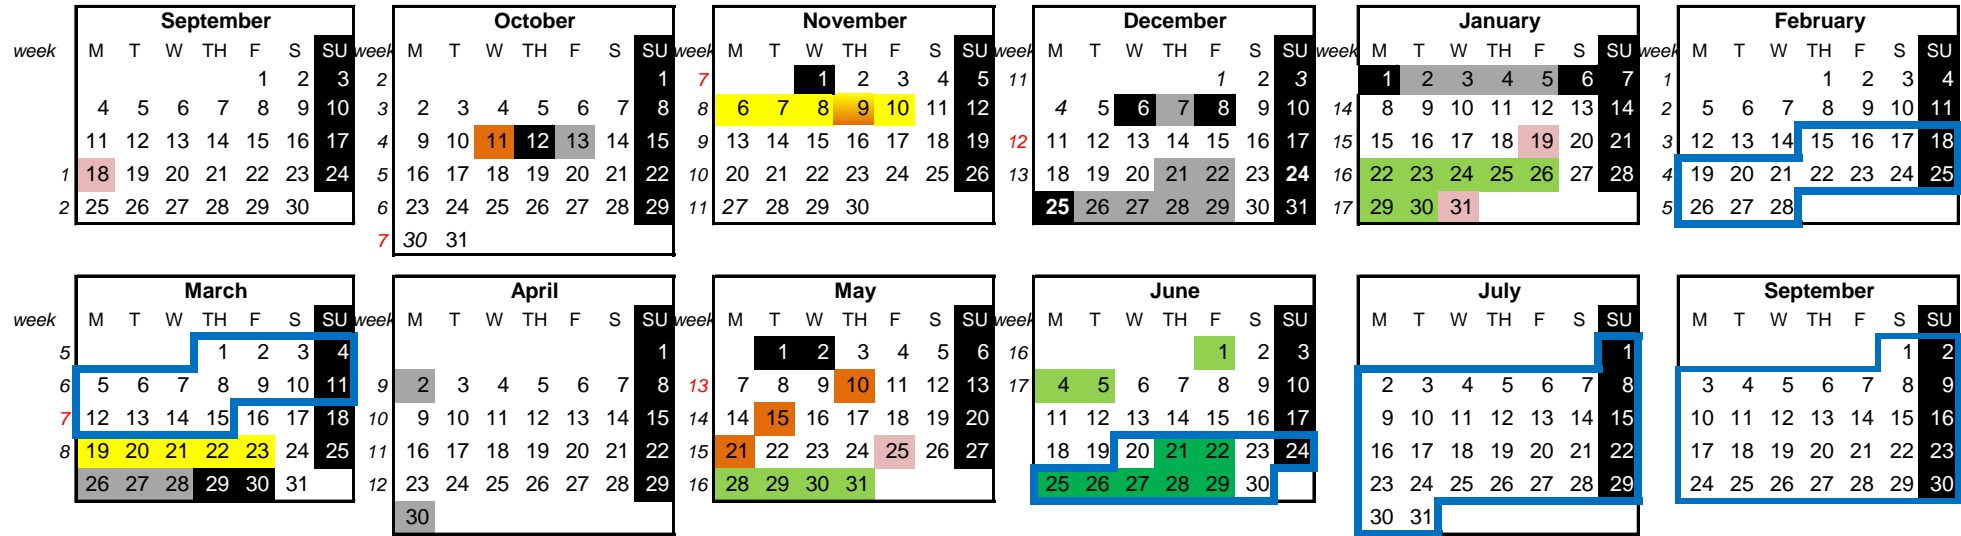 September October November December January February
week M T W TH F S SU week M T W TH F S SU week M T W TH F S SU week M T W TH F S SU week M T W TH F S SU week M T W TH F S SU
1 2 3 2 1 7 1 2 3 4 5 11 1 2 3 1 2 3 4 5 6 7 1 1 2 3 4
4 5 6 7 8 9 10 3 2 3 4 5 6 7 8 8 6 7 8 9 10 11 12 4 5 6 7 8 9 10 14 8 9 10 11 12 13 14 2 5 6 7 8 9 10 11
11 12 13 14 15 16 17 4 9 10 11 12 13 14 15 9 13 14 15 16 17 18 19 12 11 12 13 14 15 16 17 15 15 16 17 18 19 20 21 3 12 13 14 15 16 17 18
1 18 19 20 21 22 23 24 5 16 17 18 19 20 21 22 10 20 21 22 23 24 25 26 13 18 19 20 21 22 23 24 16 22 23 24 25 26 27 28 4 19 20 21 22 23 24 25
2 25 26 27 28 29 30 6 23 24 25 26 27 28 29 11 27 28 29 30 25 26 27 28 29 30 31 17 29 30 31 5 26 27 28
7 30 31
March April May June July September
week M T W TH F S SU week M T W TH F S SU week M T W TH F S SU week M T W TH F S SU M T W TH F S SU M T W TH F S SU
5 1 2 3 4 1 1 2 3 4 5 6 16 1 2 3 1 1 2
6 5 6 7 8 9 10 11 9 2 3 4 5 6 7 8 13 7 8 9 10 11 12 13 17 4 5 6 7 8 9 10 2 3 4 5 6 7 8 3 4 5 6 7 8 9
7 12 13 14 15 16 17 18 10 9 10 11 12 13 14 15 14 14 15 16 17 18 19 20 11 12 13 14 15 16 17 9 10 11 12 13 14 15 10 11 12 13 14 15 16
8 19 20 21 22 23 24 25 11 16 17 18 19 20 21 22 15 21 22 23 24 25 26 27 18 19 20 21 22 23 24 16 17 18 19 20 21 22 17 18 19 20 21 22 23
26 27 28 29 30 31 12 23 24 25 26 27 28 29 16 28 29 30 31 25 26 27 28 29 30 23 24 25 26 27 28 29 24 25 26 27 28 29 30
30 30 31